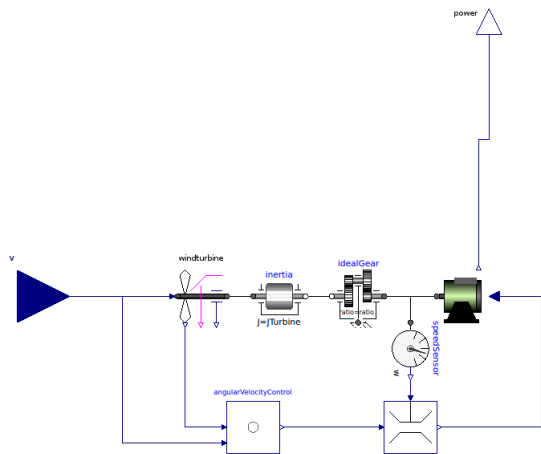 power
v
windturbine
inertia
idealGear
J=jTurbine
ratio=ratio
speedSensor
w
angularVelocityControl